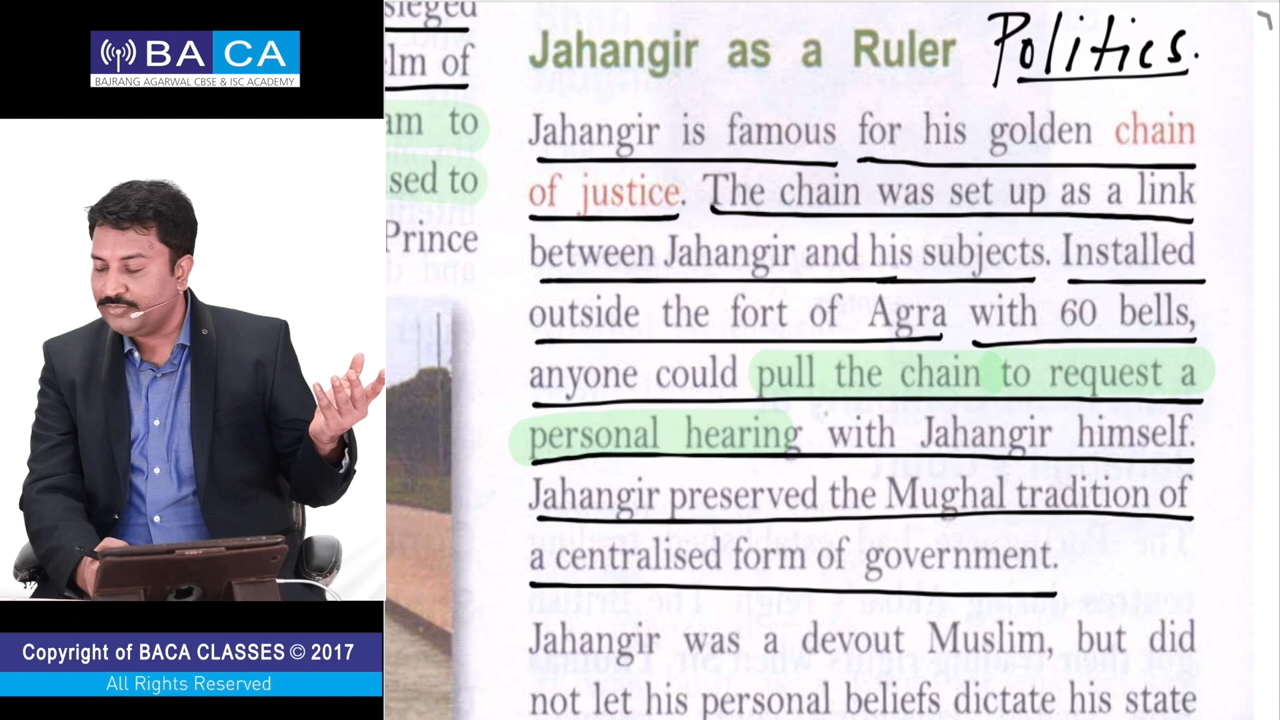 BACA
BAJRANG AGARWAL CBSE & ISC ACADEMY
sieged
lm of
am to
sed to
Prince
Jahangir as a Ruler Politics.
Jahangir is famous for his golden chain
of justice. The chain was set up as a link
between Jahangir and his subjects. Installed
outside the fort of Agra with 60 bells,
anyone could pull the chain to request a
personal hearing with Jahangir himself.
Jahangir preserved the Mughal tradition of
a centralised form of government.
Jahangir was a devout Muslim, but did
not let his personal beliefs dictate his state
Copyright of BACA CLASSES © 2017
All Rights Reserved